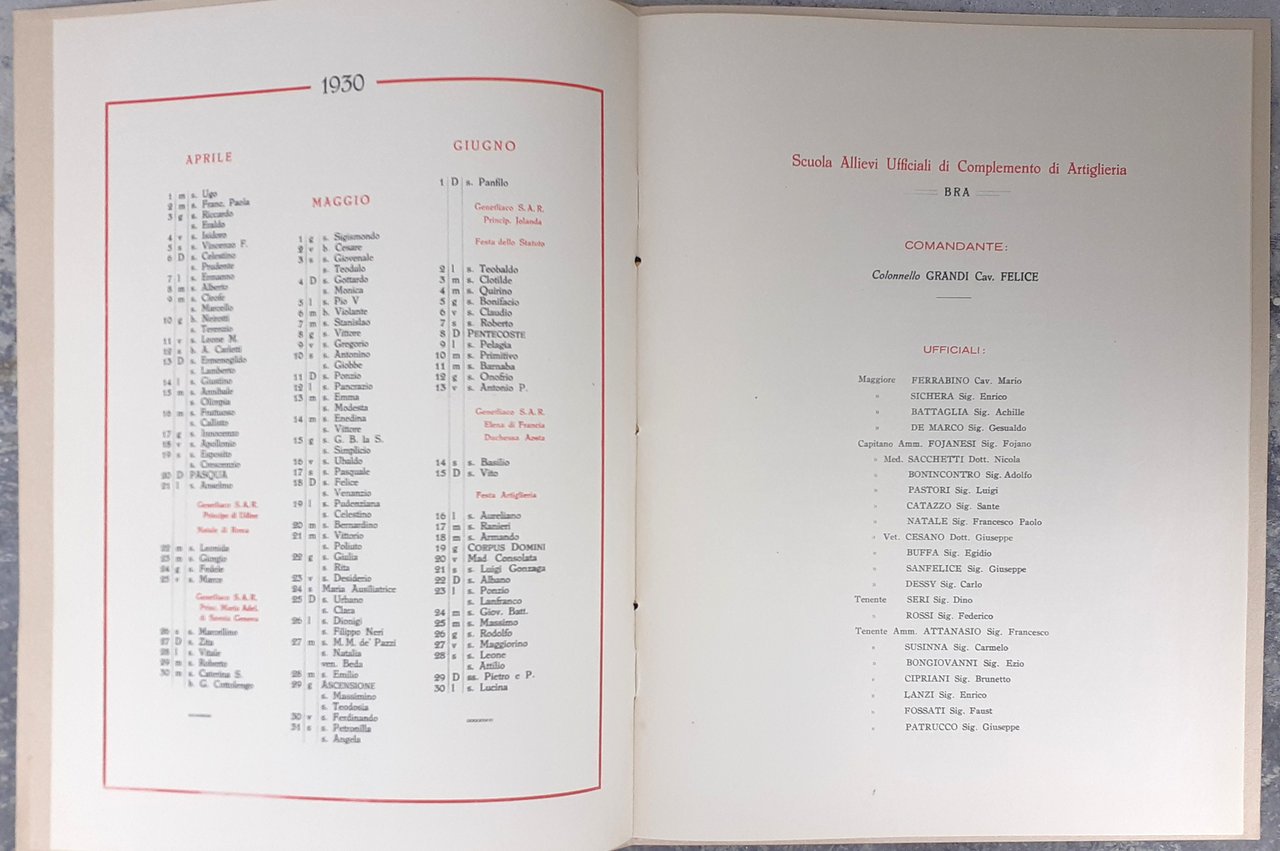 1930
APRILE
1 m s. Ugo
2 m s. Franc. Paola
3 g s. Riccardo
s. Eraldo
4 v s. Isidoro
5 s s. Vincenzo F.
6 D s. Celestino
s. Prudente
7 l s. Ermanno
8 m s. Alberto
9 m s. Cleofe
s. Marcello
10 g b.
s. Terenzio
11 v s. Leone M.
12 s b. A. Carletti
13 D s. Ermenegildo
s. Lamberto
14 l s. Giustino
15 m s. Annibale
s. Olimpia
16 m s. Fruttuoso
s. Callisto
17 g s. Innocenzo
18 v s. Apollonio
19 s s. Esposito
s. Crescenzio
20 D PASQUA
21 l s. Anselmo
Genetliaco S.A.R.
Principe di Udine
Natale di Roma
22 m s. Leonida
23 m s. Giorgio
24 g s. Fedele
25 v s. Marco
Genetliaco S.A.R.
Princ. Maria Adel.
di Savoia Genova
26 s s. Marcellino
27 D s. Zita
28 l s. Vitale
29 m s. Roberto
30 m s. Caterina S.
b. G. Cottolengo
MAGGIO
1 g s. Sigismondo
2 v b. Cesare
3 s s. Giovenale
s. Teodulo
4 D s. Gottardo
s. Monica
5 l s. Pio V
6 m b. Violante
7 m s. Stanislao
8 g s. Vittore
9 v s. Gregorio
10 s s. Antonino
s. Giobbe
11 D s. Ponzio
12 l s. Pancrazio
13 m s. Emma
s. Modesta
14 m s. Enedina
s. Vittore
15 g s. G. B. la S.
s. Simplicio
16 v s. Ubaldo
17 s s. Pasquale
18 D s. Felice
s. Venanzio
19 l s. Pudenziana
s. Celestino
20 m s. Bernardino
21 m s. Vittorio
s. Poliuto
22 g s. Giulia
s. Rita
23 v s. Desiderio
24 s s. Maria Ausiliatrice
25 D s. Urbano
s. Clara
26 l s. Dionigi
s. Filippo Neri
27 m s. M. M. de' Pazzi
s. Natalia
ven. Beda
28 m s. Emilio
29 g ASCENSIONE
s. Massimino
s. Teodosia
30 v s. Ferdinando
31 s s. Petronilla
s. Angela
GIUGNO
1 D s. Panfilo
Genetliaco S.A.R.
Princip. Jolanda
Festa dello Statuto
2 l s. Teobaldo
3 m s. Clotilde
4 m s. Quirino
5 g s. Bonifacio
6 v s. Claudio
7 s s. Roberto
8 D PENTECOSTE
9 l s. Pelagia
10 m s. Primitivo
11 m s. Barnaba
12 g s. Onofrio
13 v s. Antonio P.
Genetliaco S.A.R.
Elena di Francia
Duchessa Aosta
14 s s. Basilio
15 D s. Vito
Festa Artiglieria
16 l s. Aureliano
17 m s. Ranieri
18 m s. Armando
19 g CORPUS DOMINI
20 v Mad Consolata
21 s s. Luigi Gonzaga
22 D s. Albano
23 l s. Ponzio
s. Lanfranco
24 m s. Giov. Batt.
25 m s. Massimo
26 g s. Rodolfo
27 v s. Maggiorino
28 s s. Leone
s. Attilio
29 D ss. Pietro e P.
30 l s. Lucina
Scuola Allievi Ufficiali di Complemento di Artiglieria
BRA
COMANDANTE:
Colonnello GRANDI Cav. FELICE
UFFICIALI:
Maggiore FERRABINO Cav. Mario
" SICHERA Sig. Enrico
" BATTAGLIA Sig. Achille
" DE MARCO Sig. Gesualdo
Capitano Amm. FOJANESI Sig. Fojano
" Med. SACCHETTI Dott. Nicola
" BONINCONTRO Sig. Adolfo
" PASTORI Sig. Luigi
" CATAZZO Sig. Sante
" NATALE Sig. Francesco Paolo
" Vet. CESANO Dott. Giuseppe
" BUFFA Sig. Egidio
" SANFELICE Sig. Giuseppe
" DESSY Sig. Carlo
Tenente SERI Sig. Dino
" ROSSI Sig. Federico
Tenente Amm. ATTANASIO Sig. Francesco
" SUSINNA Sig. Carmelo
" BONGIOVANNI Sig. Ezio
" CIPRIANI Sig. Brunetto
" LANZI Sig. Enrico
" FOSSATI Sig. Faust
" PATRUCCO Sig. Giuseppe